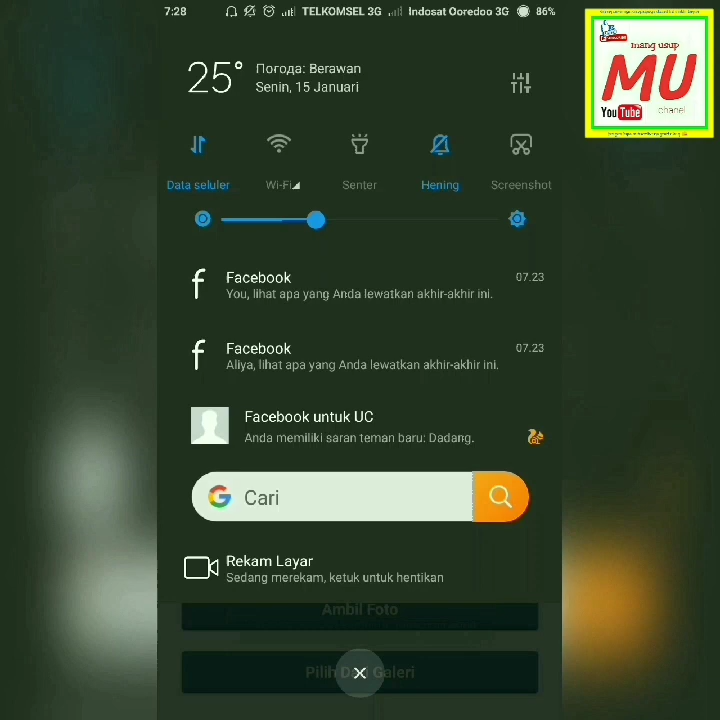 7:28
TELKOMSEL 3G
Indosat Ooredoo 3G
86%
mang usup
MU
YouTube
chanel
25°
Погода: Berawan
Senin, 15 Januari
Data seluler
Wi-Fi
Senter
Hening
Screenshot
Facebook
07.23
You, lihat apa yang Anda lewatkan akhir-akhir ini.
Facebook
07.23
Aliya, lihat apa yang Anda lewatkan akhir-akhir ini.
Facebook untuk UC
Anda memiliki saran teman baru: Dadang.
Cari
Rekam Layar
Sedang merekam, ketuk untuk hentikan
Ambil Foto
Pilih Dari Galeri